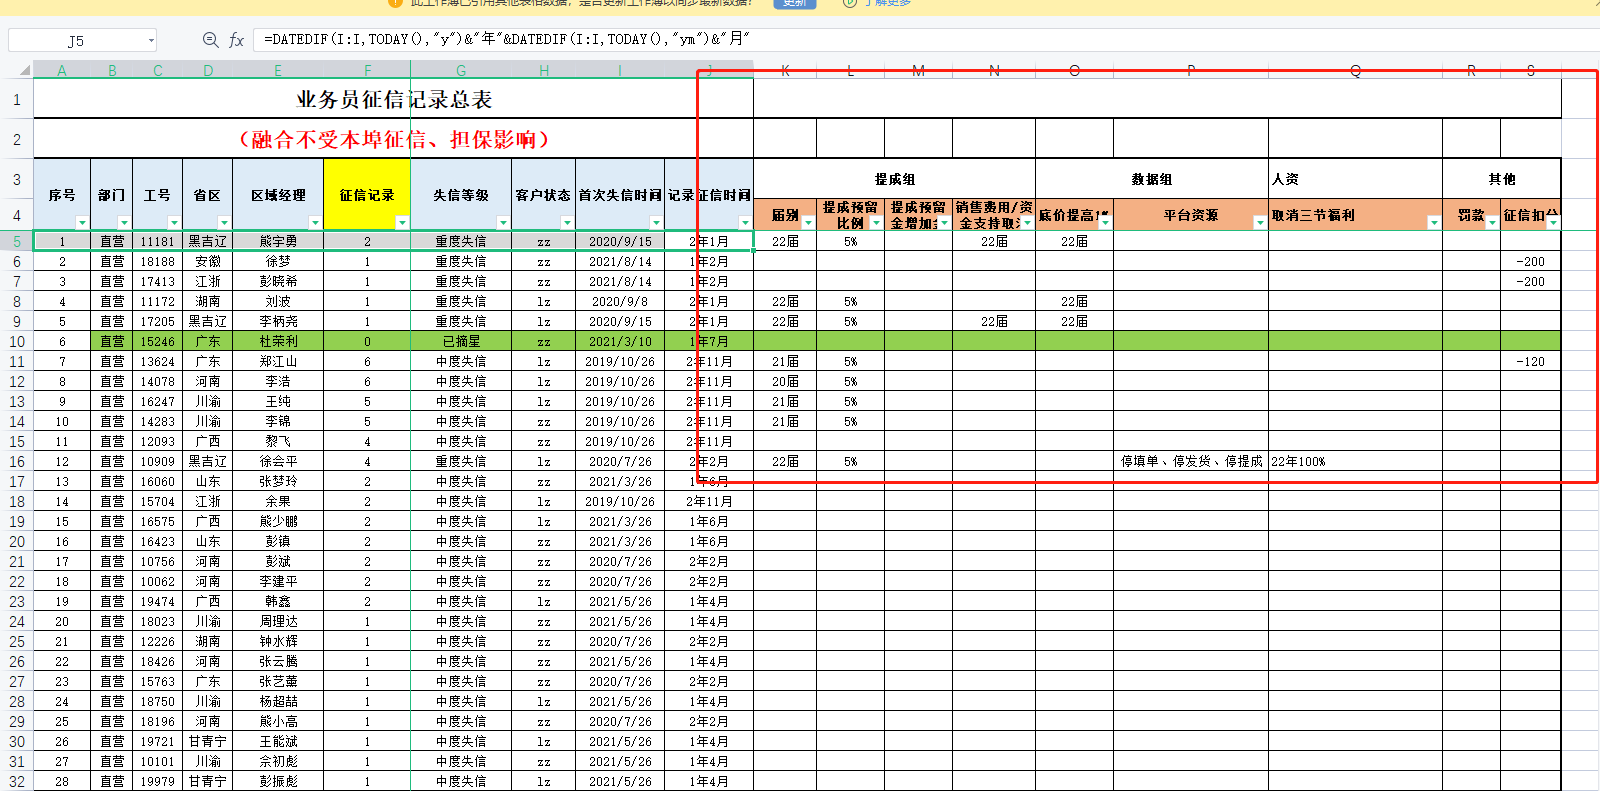 此工作簿已引用其他表格数据，是否更新工作簿以同步最新数据？ 更新 了解更多
J5 fx =DATEDIF(I:I,TODAY(),"y")&"年"&DATEDIF(I:I,TODAY(),"ym")&"月"
A B C D E F G H I J K L M N O P Q R S
1 业务员征信记录总表
2 （融合不受本埠征信、担保影响）
3 序号 部门 工号 省区 区域经理 征信记录 失信等级 客户状态 首次失信时间 记录征信时间 提成组 数据组 人资 其他
4 届别 提成预留比例 提成预留金增加 销售费用/资金支持取 底价提高 平台资源 取消三节福利 罚款 征信扣
5 1 直营 11181 黑吉辽 熊宇勇 2 重度失信 zz 2020/9/15 2年1月 22届 5% 22届 22届
6 2 直营 18188 安徽 徐梦 1 重度失信 zz 2021/8/14 1年2月 -200
7 3 直营 17413 江浙 彭晓希 1 重度失信 zz 2021/8/14 1年2月 -200
8 4 直营 11172 湖南 刘波 1 重度失信 lz 2020/9/8 2年1月 22届 5% 22届
9 5 直营 17205 黑吉辽 李柄尧 1 重度失信 lz 2020/9/15 2年1月 22届 5% 22届 22届
10 6 直营 15246 广东 杜荣利 0 已摘星 zz 2021/3/10 1年7月
11 7 直营 13624 广东 郑江山 6 中度失信 lz 2019/10/26 2年11月 21届 5% -120
12 8 直营 14078 河南 李浩 6 中度失信 lz 2019/10/26 2年11月 20届 5%
13 9 直营 16247 川渝 王纯 5 中度失信 zz 2019/10/26 2年11月 21届 5%
14 10 直营 14283 川渝 李锦 5 中度失信 zz 2019/10/26 2年11月 21届 5%
15 11 直营 12093 广西 黎飞 4 中度失信 zz 2019/10/26 2年11月
16 12 直营 10909 黑吉辽 徐会平 4 重度失信 lz 2020/7/26 2年2月 22届 5% 停填单、停发货、停提成 22年100%
17 13 直营 16060 山东 张梦玲 2 中度失信 zz 2021/3/26 1年6月
18 14 直营 15704 江浙 余果 2 中度失信 lz 2019/10/26 2年11月
19 15 直营 16575 广西 熊少鹏 2 中度失信 lz 2021/3/26 1年6月
20 16 直营 16423 山东 彭镇 2 中度失信 zz 2021/3/26 1年6月
21 17 直营 10756 河南 彭斌 2 中度失信 zz 2020/7/26 2年2月
22 18 直营 10062 河南 李建平 2 中度失信 zz 2020/7/26 2年2月
23 19 直营 19474 广西 韩鑫 2 中度失信 lz 2021/5/26 1年4月
24 20 直营 18023 川渝 周理达 1 中度失信 zz 2021/5/26 1年4月
25 21 直营 12226 湖南 钟水辉 1 中度失信 zz 2020/7/26 2年2月
26 22 直营 18426 河南 张云腾 1 中度失信 zz 2021/5/26 1年4月
27 23 直营 15763 广东 张艺薰 1 中度失信 zz 2020/7/26 2年2月
28 24 直营 18750 川渝 杨超喆 1 中度失信 lz 2021/5/26 1年4月
29 25 直营 18196 河南 熊小高 1 中度失信 zz 2020/7/26 2年2月
30 26 直营 19721 甘青宁 王能斌 1 中度失信 lz 2021/5/26 1年4月
31 27 直营 10101 川渝 佘初彪 1 中度失信 zz 2021/5/26 1年4月
32 28 直营 19979 甘青宁 彭振彪 1 中度失信 lz 2021/5/26 1年4月